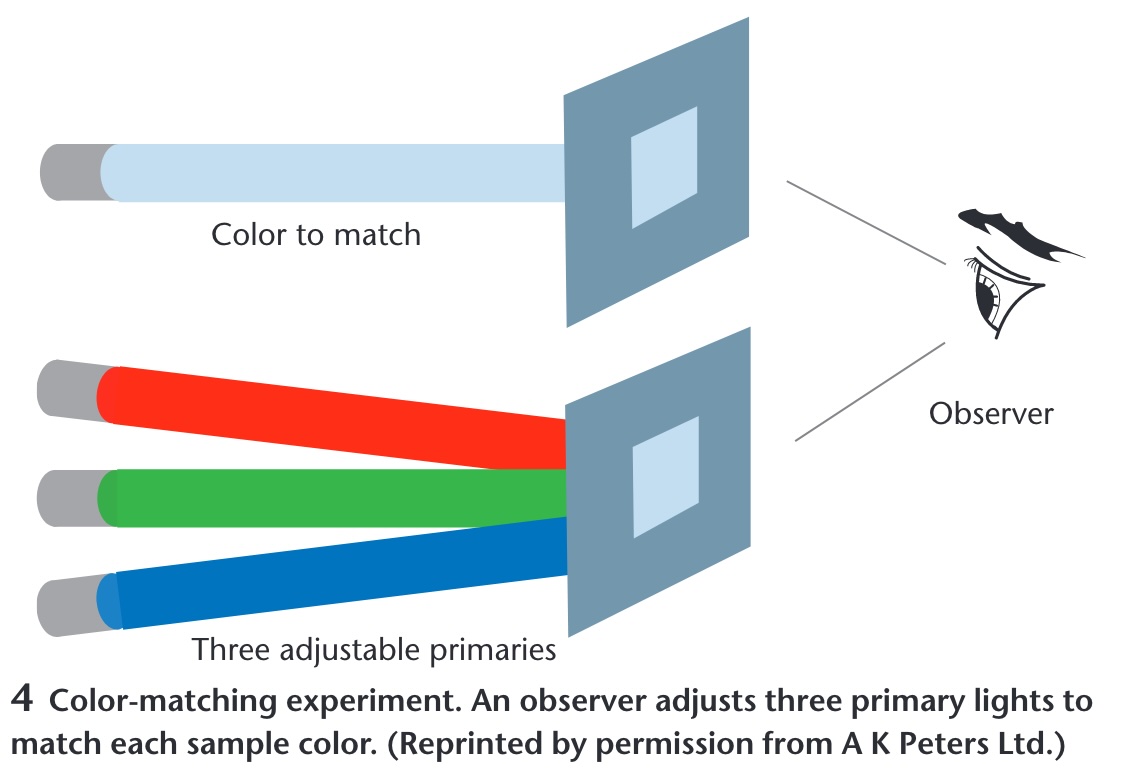 Color to match
Observer
Three adjustable primaries
4 Color-matching experiment. An observer adjusts three primary lights to
match each sample color. (Reprinted by permission from A K Peters Ltd.)